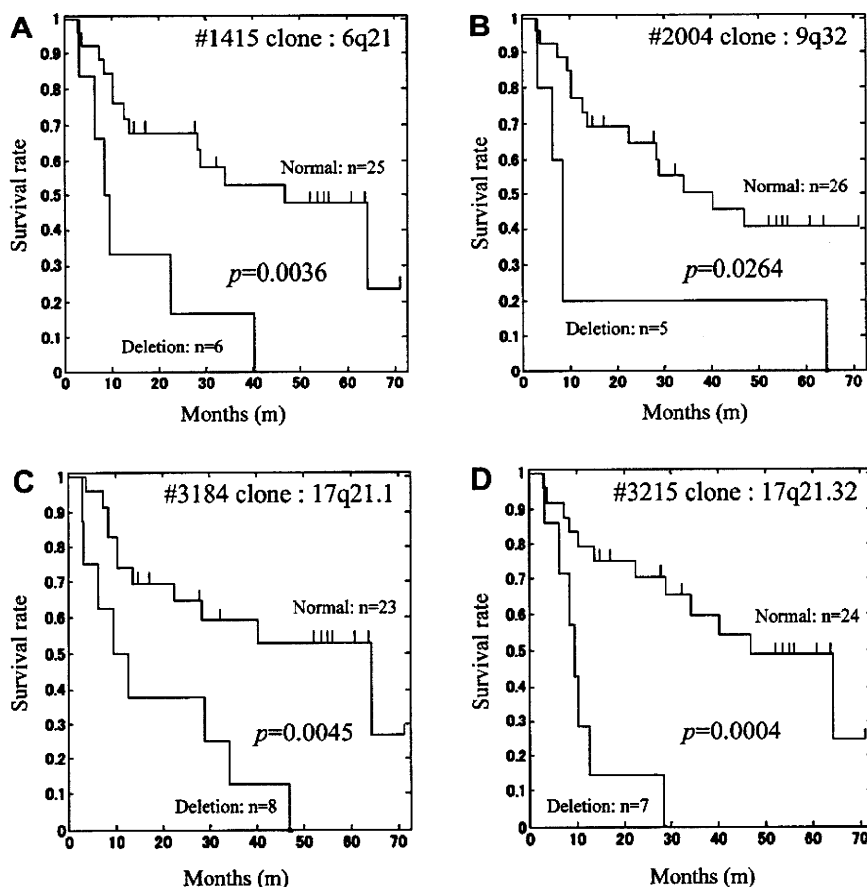 A
#1415 clone : 6q21
1
0.9
0.8
0.7
0.6
0.5
0.4
0.3
0.2
0.1
0
Survival rate
Normal: n=25
p=0.0036
Deletion: n=6
0 10 20 30 40 50 60 70
Months (m)
B
#2004 clone : 9q32
1
0.9
0.8
0.7
0.6
0.5
0.4
0.3
0.2
0.1
0
Survival rate
Normal: n=26
p=0.0264
Deletion: n=5
0 10 20 30 40 50 60 70
Months (m)
C
#3184 clone : 17q21.1
1
0.9
0.8
0.7
0.6
0.5
0.4
0.3
0.2
0.1
0
Survival rate
Normal: n=23
p=0.0045
Deletion: n=8
0 10 20 30 40 50 60 70
Months (m)
D
#3215 clone : 17q21.32
1
0.9
0.8
0.7
0.6
0.5
0.4
0.3
0.2
0.1
0
Survival rate
Normal: n=24
p=0.0004
Deletion: n=7
0 10 20 30 40 50 60 70
Months (m)